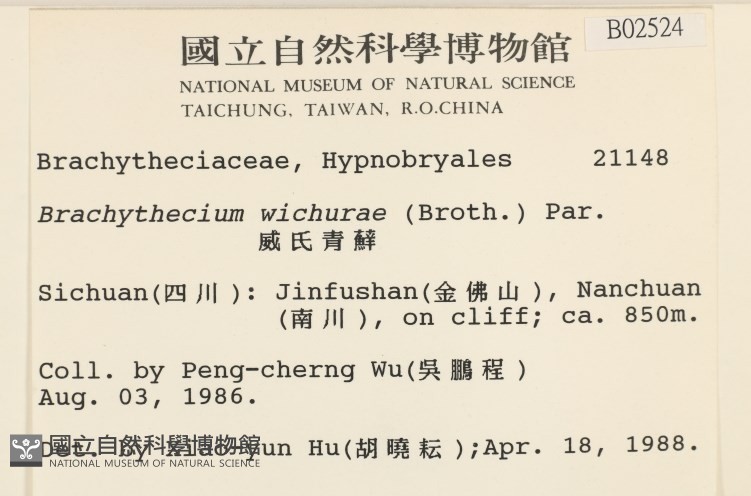 B02524
國立自然科學博物館
NATIONAL MUSEUM OF NATURAL SCIENCE
TAICHUNG, TAIWAN, R.O.CHINA
Brachytheciaceae, Hypnobryales 21148
Brachythecium wichurae (Broth.) Par.
威氏青蘚
Sichuan(四川): Jinfushan(金佛山), Nanchuan
(南川), on cliff; ca. 850m.
Coll. by Peng-cherng Wu(吳鵬程)
Aug. 03, 1986.
Det. by Xiao-yun Hu(胡曉耘);Apr. 18, 1988.
國立自然科學博物館
NATIONAL MUSEUM OF NATURAL SCIENCE